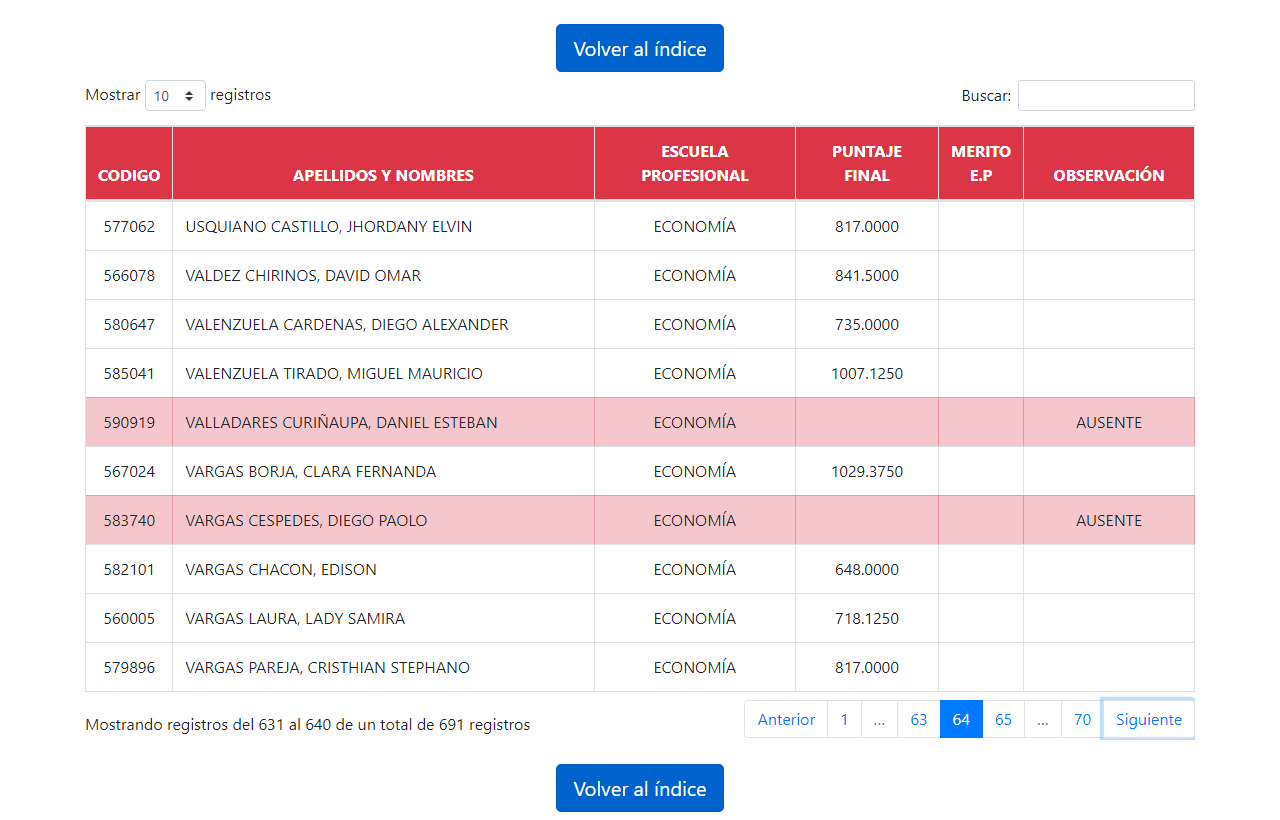 Volver al índice
Mostrar 10 registros Buscar:
CODIGO APELLIDOS Y NOMBRES ESCUELA PROFESIONAL PUNTAJE FINAL MERITO E.P OBSERVACIÓN
577062 USQUIANO CASTILLO, JHORDANY ELVIN ECONOMÍA 817.0000
566078 VALDEZ CHIRINOS, DAVID OMAR ECONOMÍA 841.5000
580647 VALENZUELA CARDENAS, DIEGO ALEXANDER ECONOMÍA 735.0000
585041 VALENZUELA TIRADO, MIGUEL MAURICIO ECONOMÍA 1007.1250
590919 VALLADARES CURIÑAUPA, DANIEL ESTEBAN ECONOMÍA AUSENTE
567024 VARGAS BORJA, CLARA FERNANDA ECONOMÍA 1029.3750
583740 VARGAS CESPEDES, DIEGO PAOLO ECONOMÍA AUSENTE
582101 VARGAS CHACON, EDISON ECONOMÍA 648.0000
560005 VARGAS LAURA, LADY SAMIRA ECONOMÍA 718.1250
579896 VARGAS PAREJA, CRISTHIAN STEPHANO ECONOMÍA 817.0000
Mostrando registros del 631 al 640 de un total de 691 registros Anterior 1 ... 63 64 65 ... 70 Siguiente
Volver al índice